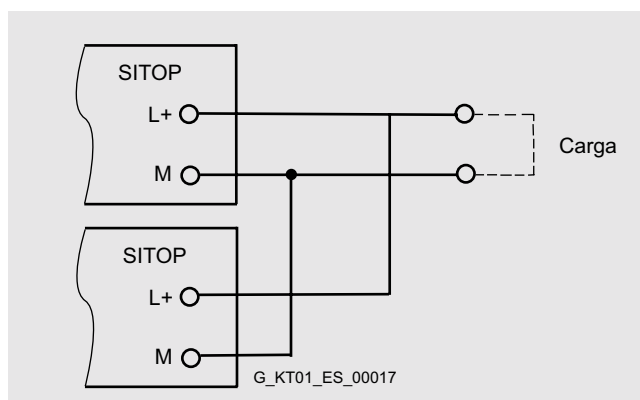 SITOP
L+
M
Carga
SITOP
L+
M
G_KT01_ES_00017